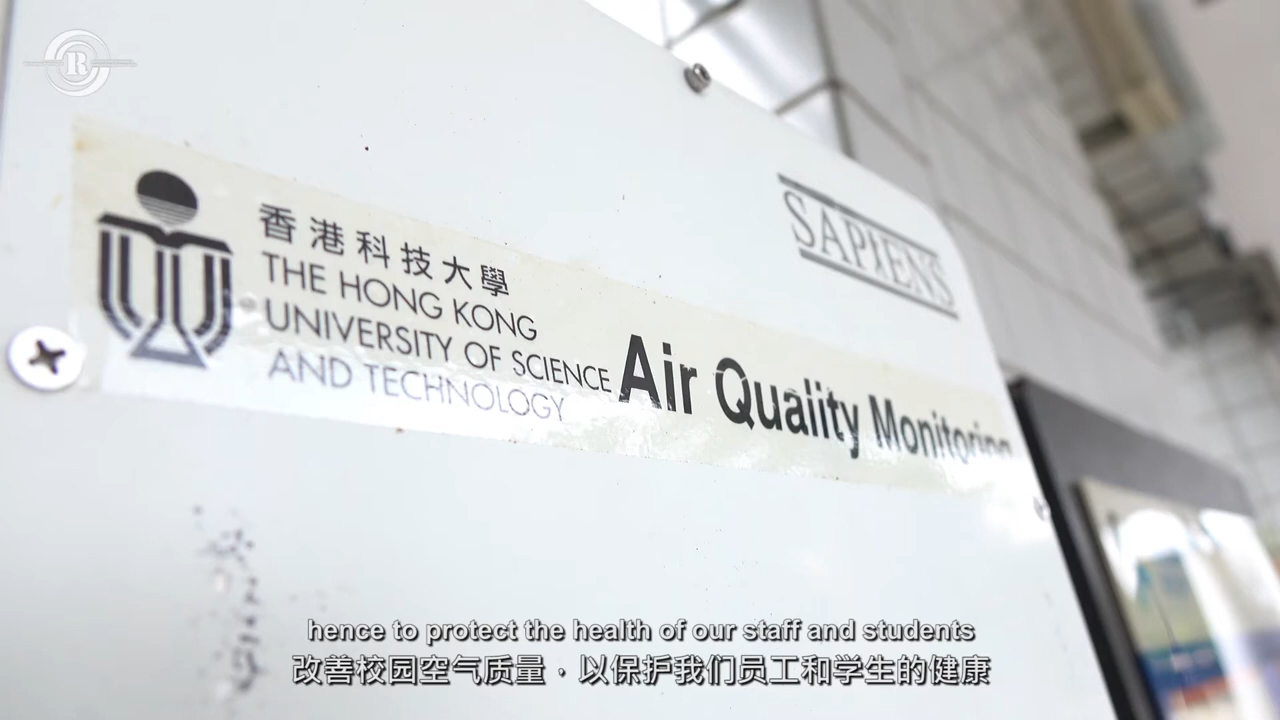 R
香港科技大學
THE HONG KONG
UNIVERSITY OF SCIENCE
AND TECHNOLOGY
Air Quality Monitoring
SAPIENS
hence to protect the health of our staff and students
改善校园空气质量，以保护我们员工和学生的健康